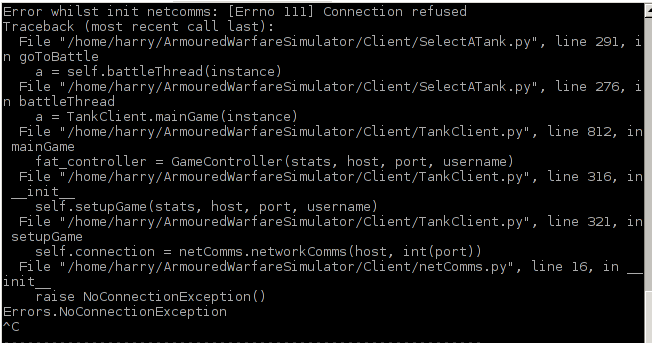 Error whilst init netcomms: [Errno 111] Connection refused
Traceback (most recent call last):
  File "/home/harry/ArmouredWarfareSimulator/Client/SelectATank.py", line 291, i
n goToBattle
    a = self.battleThread(instance)
  File "/home/harry/ArmouredWarfareSimulator/Client/SelectATank.py", line 276, i
n battleThread
    a = TankClient.mainGame(instance)
  File "/home/harry/ArmouredWarfareSimulator/Client/TankClient.py", line 812, in
 mainGame
    fat_controller = GameController(stats, host, port, username)
  File "/home/harry/ArmouredWarfareSimulator/Client/TankClient.py", line 316, in
 __init__
    self.setupGame(stats, host, port, username)
  File "/home/harry/ArmouredWarfareSimulator/Client/TankClient.py", line 321, in
 setupGame
    self.connection = netComms.networkComms(host, int(port))
  File "/home/harry/ArmouredWarfareSimulator/Client/netComms.py", line 16, in __
init__
    raise NoConnectionException()
Errors.NoConnectionException
^C